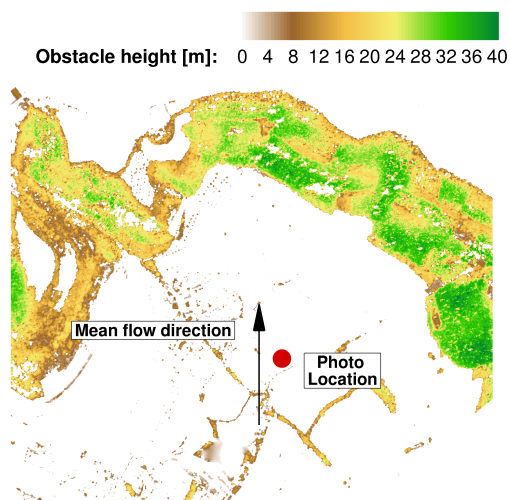 Obstacle height [m]: 0 4 8 12 16 20 24 28 32 36 40
Mean flow direction
Photo
Location